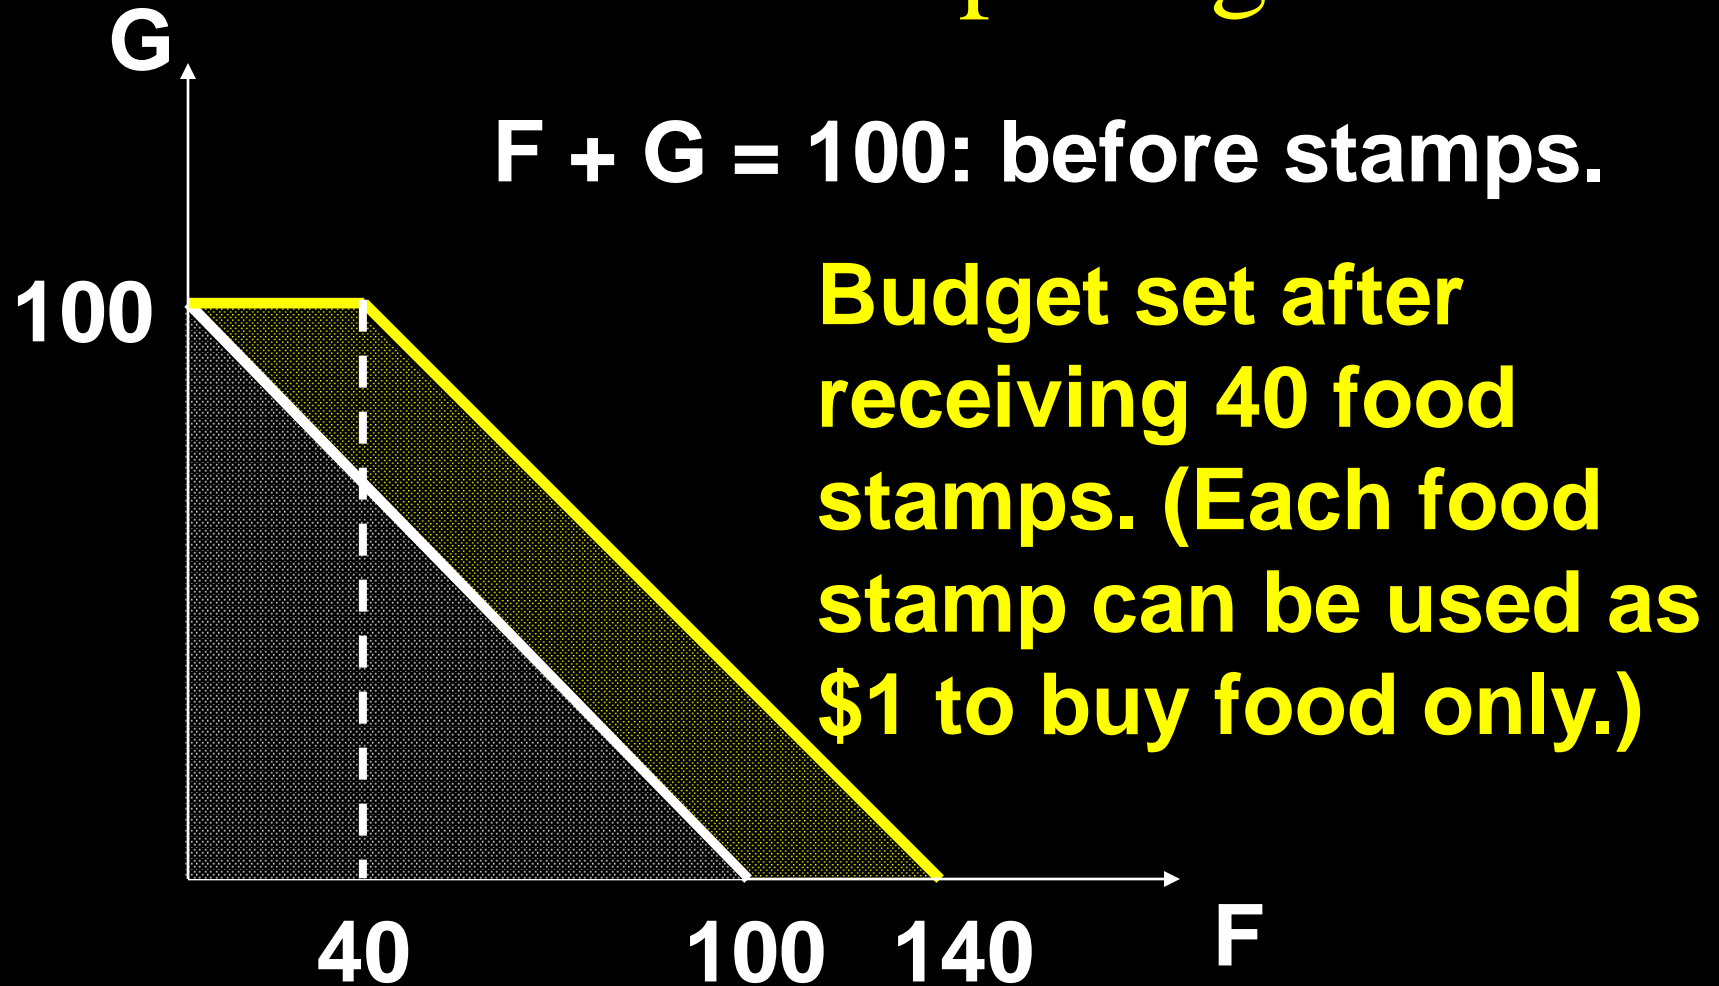 G
F + G = 100: before stamps.
100
Budget set after
receiving 40 food
stamps. (Each food
stamp can be used as
$1 to buy food only.)
40
100
140
F